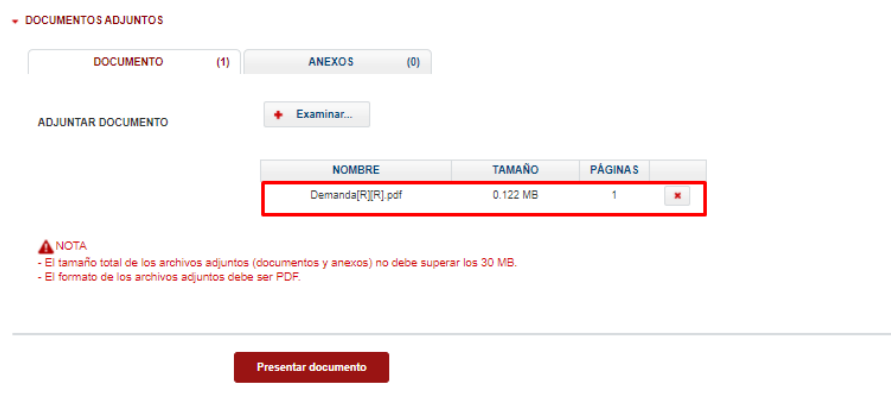 DOCUMENTOS ADJUNTOS
DOCUMENTO (1) ANEXOS (0)
ADJUNTAR DOCUMENTO Examinar...
NOMBRE TAMAÑO PÁGINAS
Demanda[R][R].pdf 0.122 MB 1
NOTA
- El tamaño total de los archivos adjuntos (documentos y anexos) no debe superar los 30 MB.
- El formato de los archivos adjuntos debe ser PDF.
Presentar documento